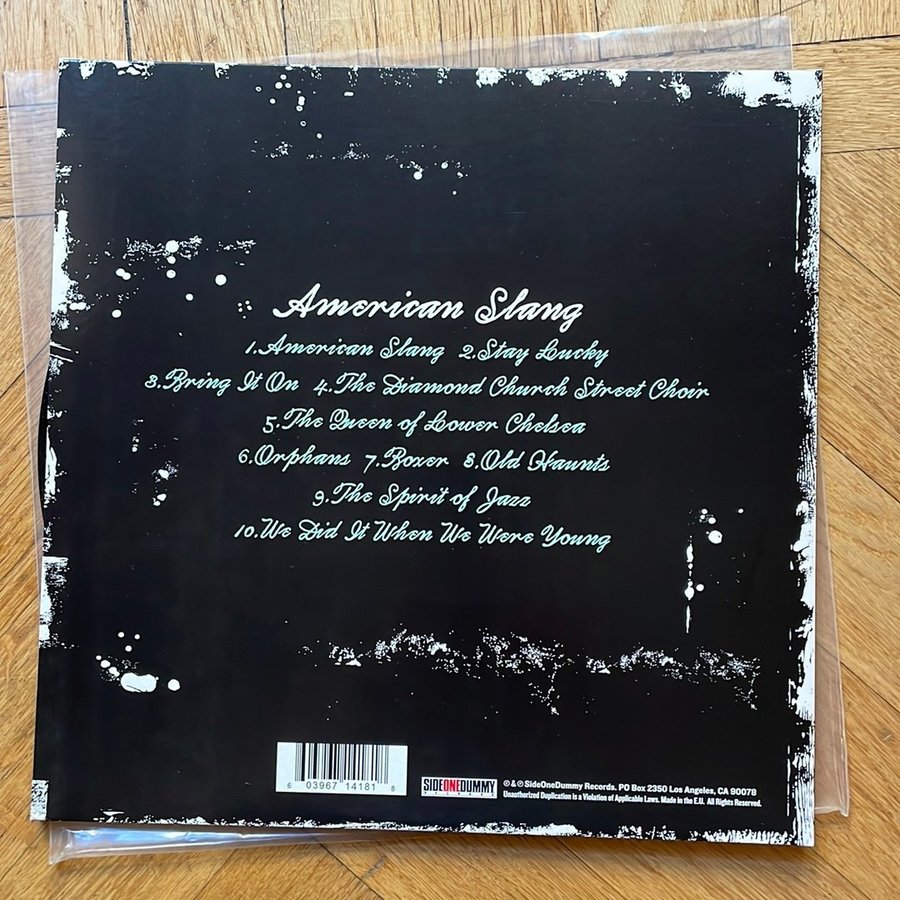 American Slang
1.American Slang 2.Stay Lucky
3.Bring It On 4.The Diamond Church Street Choir
5.The Queen of Lower Chelsea
6.Orphans 7.Boxer 8.Old Haunts
9.The Spirit of Jazz
10.We Did It When We Were Young
6 03967 14181 8
SIDEONEDUMMY
RECORDS
℗ & © SideOneDummy Records. PO Box 2350 Los Angeles, CA 90078
Unauthorized Duplication is a Violation of Applicable Laws. Made in the E.U. All Rights Reserved.